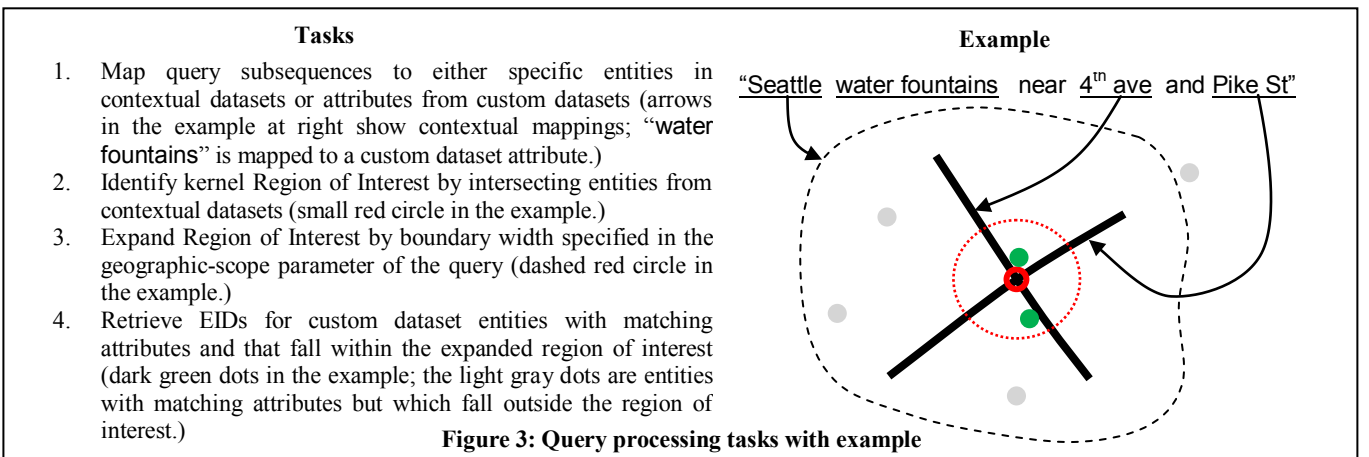 Tasks
1. Map query subsequences to either specific entities in
contextual datasets or attributes from custom datasets (arrows
in the example at right show contextual mappings; “water
fountains” is mapped to a custom dataset attribute.)
2. Identify kernel Region of Interest by intersecting entities from
contextual datasets (small red circle in the example.)
3. Expand Region of Interest by boundary width specified in the
geographic-scope parameter of the query (dashed red circle in
the example.)
4. Retrieve EIDs for custom dataset entities with matching
attributes and that fall within the expanded region of interest
(dark green dots in the example; the light gray dots are entities
with matching attributes but which fall outside the region of
interest.)
Example
“Seattle water fountains near 4th ave and Pike St”
Figure 3: Query processing tasks with example